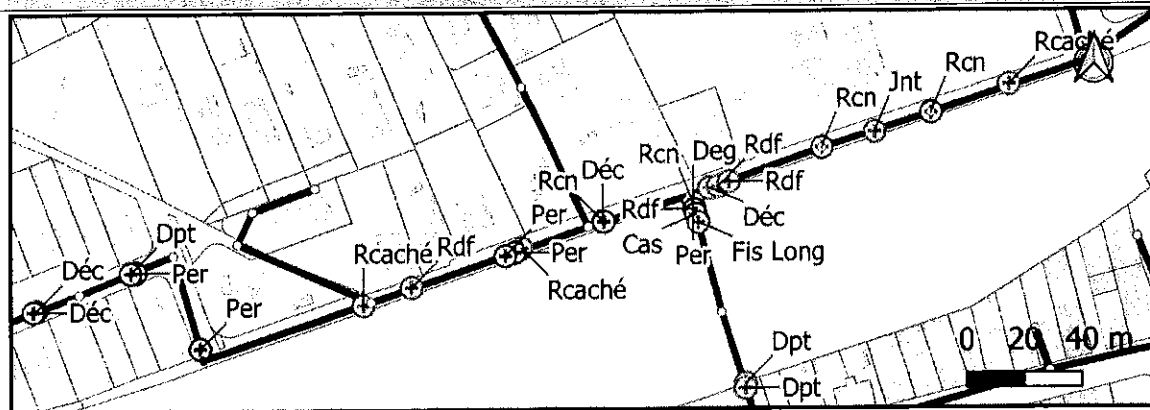 Rcaché
Rcn
Jnt
Rcn
Rdf
Deg
Rcn
Déc
Rcn
Rdf
Déc
Rdf
Per
Cas
Per
Fis Long
Per
Rcaché
Rdf
Rcaché
Dpt
Per
Déc
Déc
Per
Dpt
Dpt
0 20 40 m